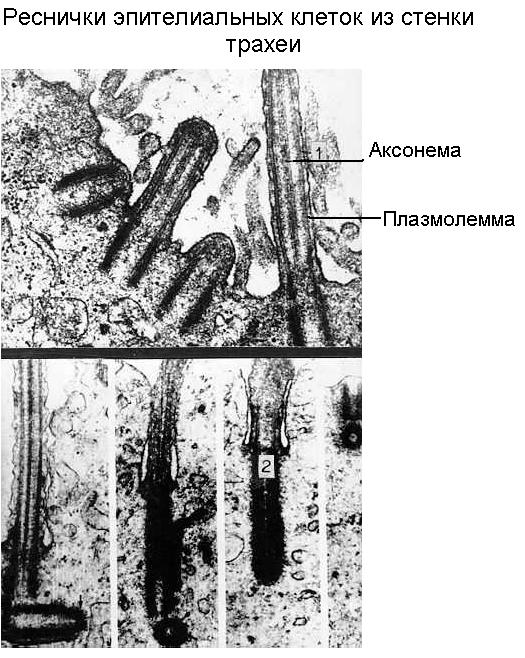 Реснички эпителиальных клеток из стенки
трахеи
1
Аксонема
Плазмолемма
2